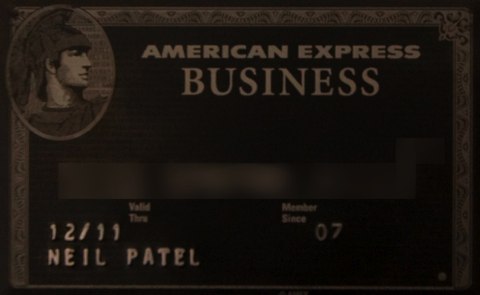 AMERICAN EXPRESS
BUSINESS
Valid
Thru
Member
Since
12/11
07
NEIL PATEL